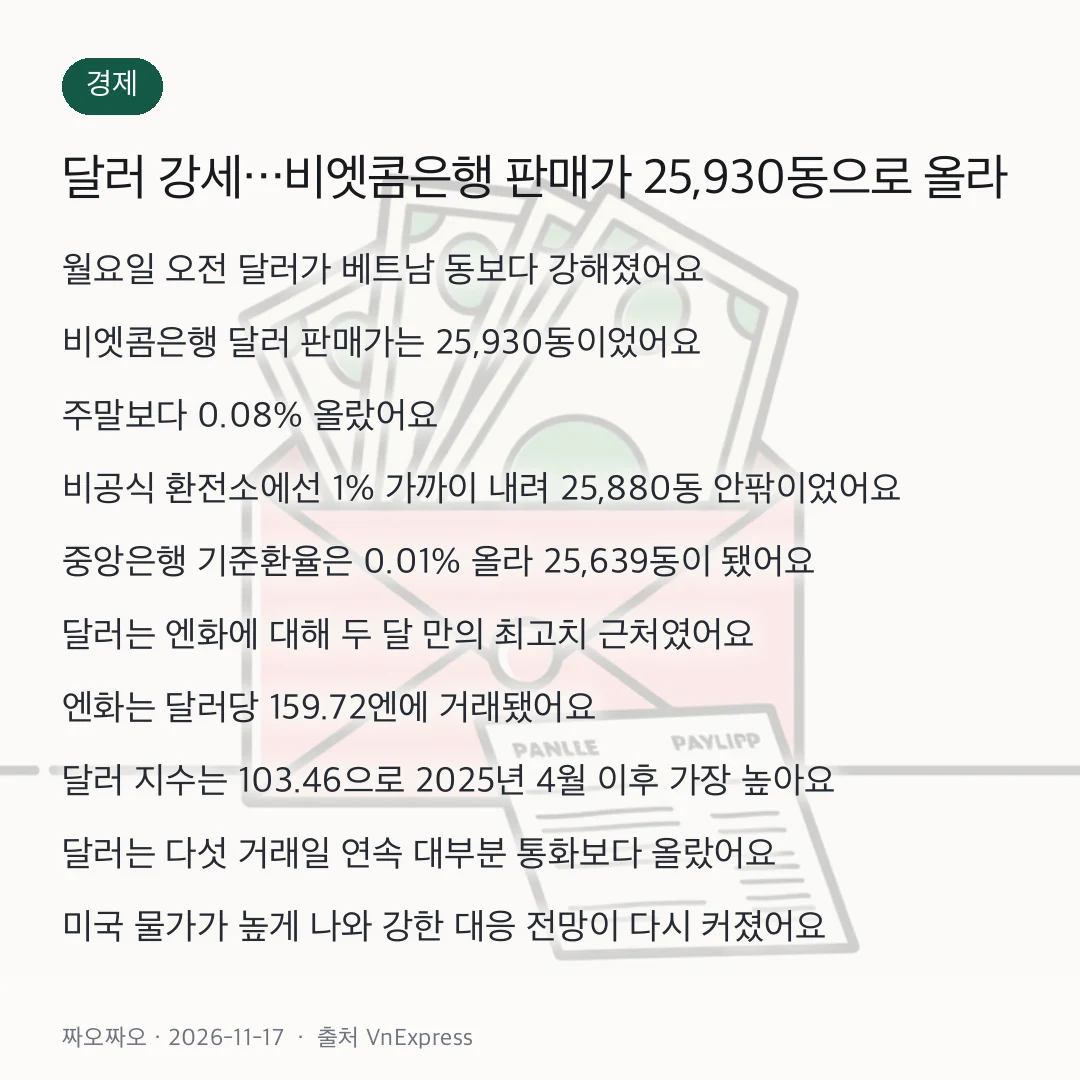 경제
달러 강세…비엣콤은행 판매가 25,930동으로 올라
월요일 오전 달러가 베트남 동보다 강해졌어요
비엣콤은행 달러 판매가는 25,930동이었어요
주말보다 0.08% 올랐어요
비공식 환전소에선 1% 가까이 내려 25,880동 안팎이었어요
중앙은행 기준환율은 0.01% 올라 25,639동이 됐어요
달러는 엔화에 대해 두 달 만의 최고치 근처였어요
엔화는 달러당 159.72엔에 거래됐어요
PANLLE PAYLIPP
달러 지수는 103.46으로 2025년 4월 이후 가장 높아요
달러는 다섯 거래일 연속 대부분 통화보다 올랐어요
미국 물가가 높게 나와 강한 대응 전망이 다시 커졌어요
짜오짜오 · 2026-11-17 · 출처 VnExpress